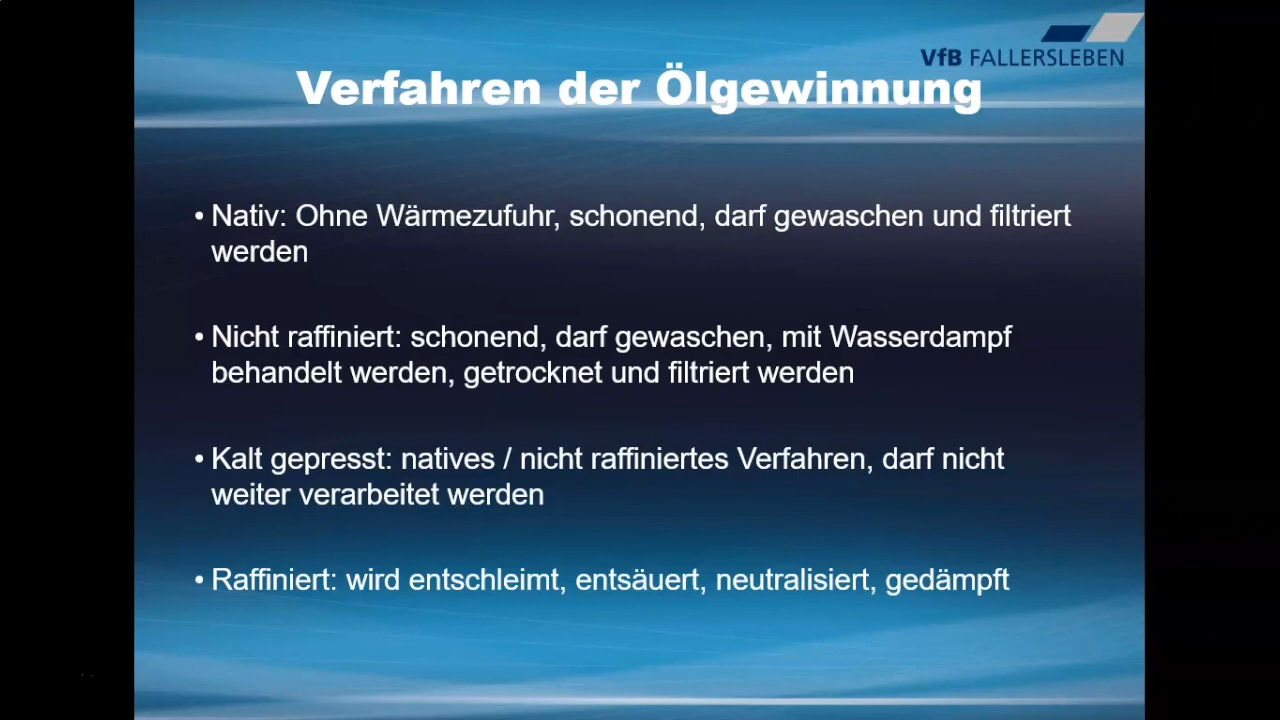 VfB FALLERSLEBEN
Verfahren der Ölgewinnung
• Nativ: Ohne Wärmezufuhr, schonend, darf gewaschen und filtriert
werden
• Nicht raffiniert: schonend, darf gewaschen, mit Wasserdampf
behandelt werden, getrocknet und filtriert werden
• Kalt gepresst: natives / nicht raffiniertes Verfahren, darf nicht
weiter verarbeitet werden
• Raffiniert: wird entschleimt, entsäuert, neutralisiert, gedämpft